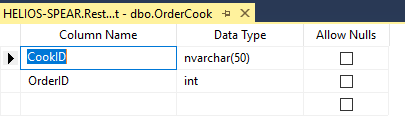 HELIOS-SPEAR.Rest...t - dbo.OrderCook
Column Name Data Type Allow Nulls
CookID nvarchar(50)
OrderID int